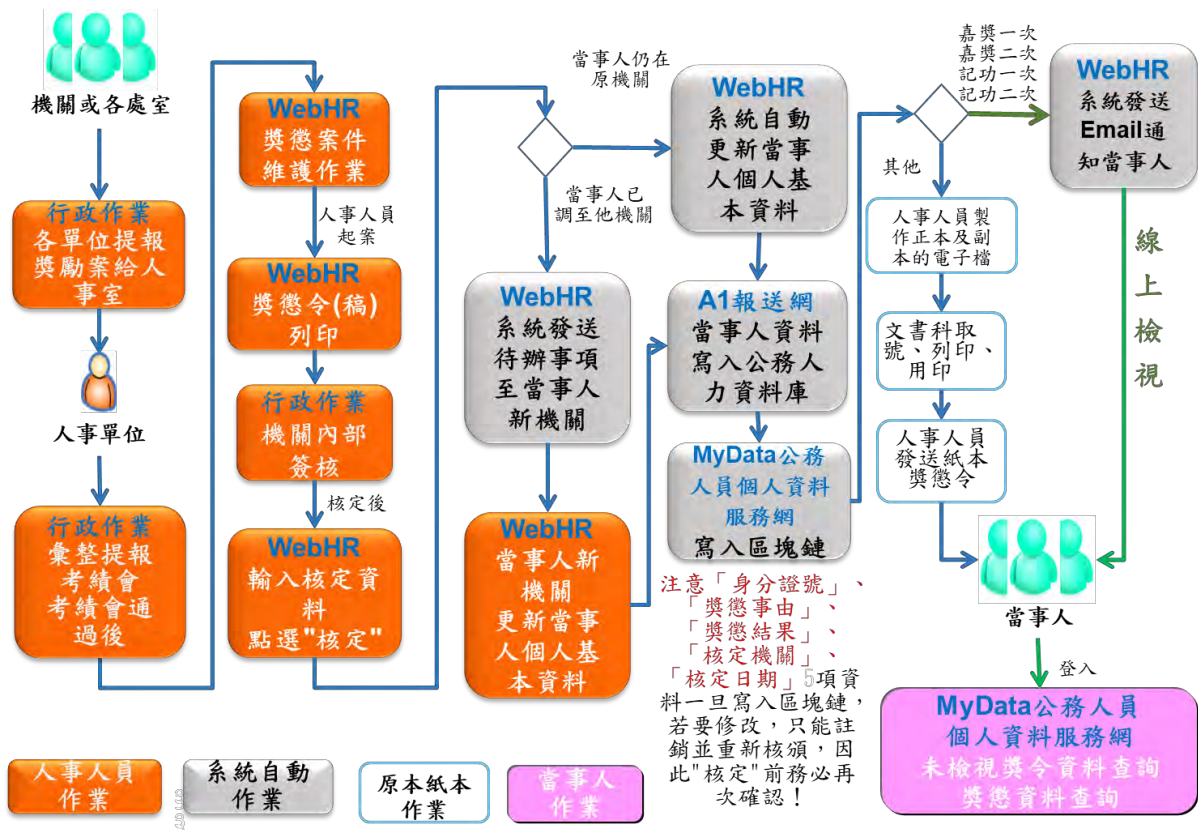 機關或各處室
行政作業
各單位提報
獎勵案給人
事室
人事單位
行政作業
彙整提報
考績會
考績會通
過後
WebHR
獎懲案件
維護作業
人事人員
起案
WebHR
獎懲令(稿)
列印
行政作業
機關內部
簽核
核定後
WebHR
輸入核定資
料
點選"核定"
當事人仍在
原機關
當事人已
調至他機關
WebHR
系統發送
待辦事項
至當事人
新機關
WebHR
當事人新
機關
更新當事
人個人基
本資料
WebHR
系統自動
更新當事
人個人基
本資料
A1報送網
當事人資料
寫入公務人
力資料庫
MyData公務
人員個人資料
服務網
寫入區塊鏈
注意「身分證號」、
「獎懲事由」、
「獎懲結果」、
「核定機關」、
「核定日期」5項資
料一旦寫入區塊鏈,
若要修改,只能註
銷並重新核頒,因
此"核定"前務必再
次確認!
嘉獎一次
嘉獎二次
記功一次
記功二次
其他
人事人員製
作正本及副
本的電子檔
文書科取
號、列印、
用印
人事人員
發送紙本
獎懲令
WebHR
系統發送
Email通
知當事人
線
上
檢
視
當事人
登入
MyData公務人員
個人資料服務網
未檢視獎令資料查詢
獎懲資料查詢
人事人員
作業
系統自動
作業
原本紙本
作業
當事人
作業